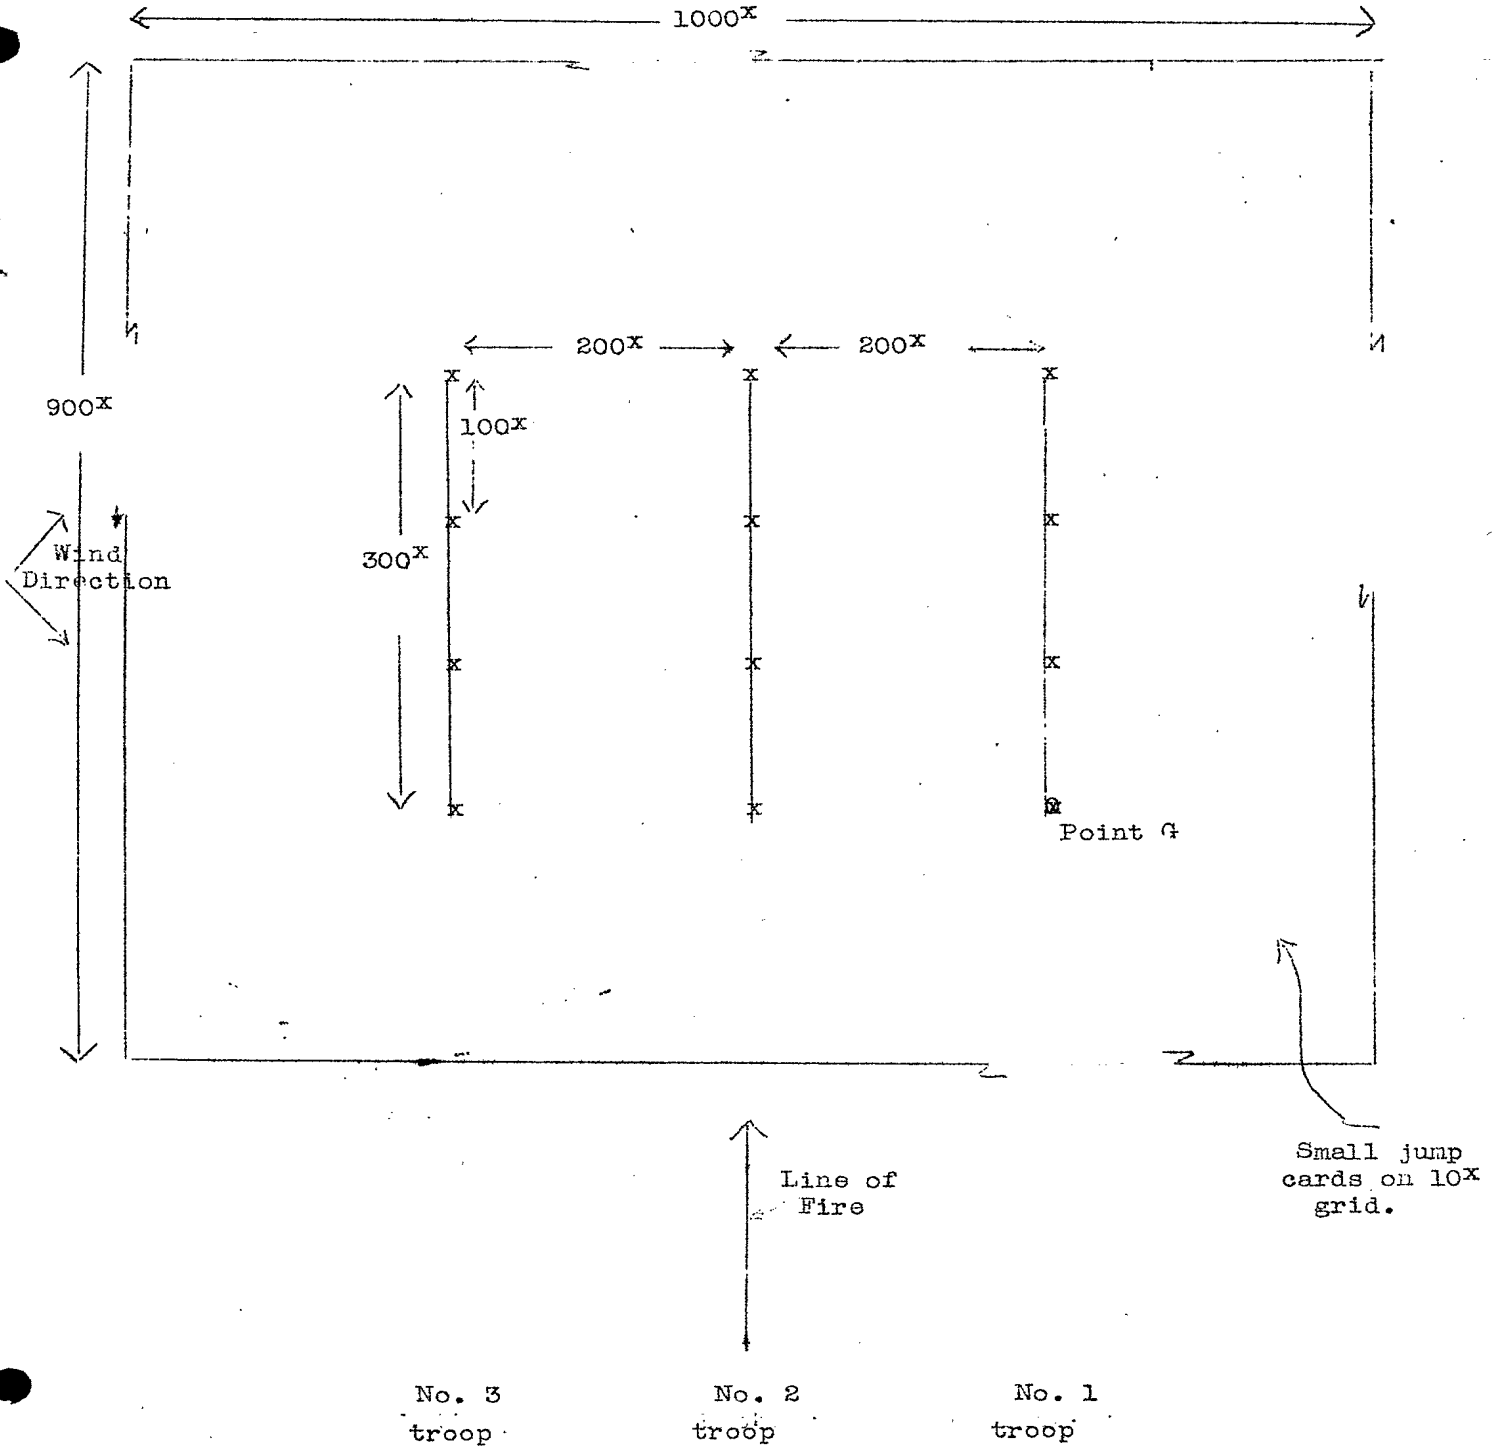 1000x
200x
200x
x x x
100x
900x
x x x
Wind
Direction
300x
x x x
x x x
Point G
Small jump
cards on 10x
grid.
Line of
Fire
No. 3 No. 2 No. 1
troop troop troop